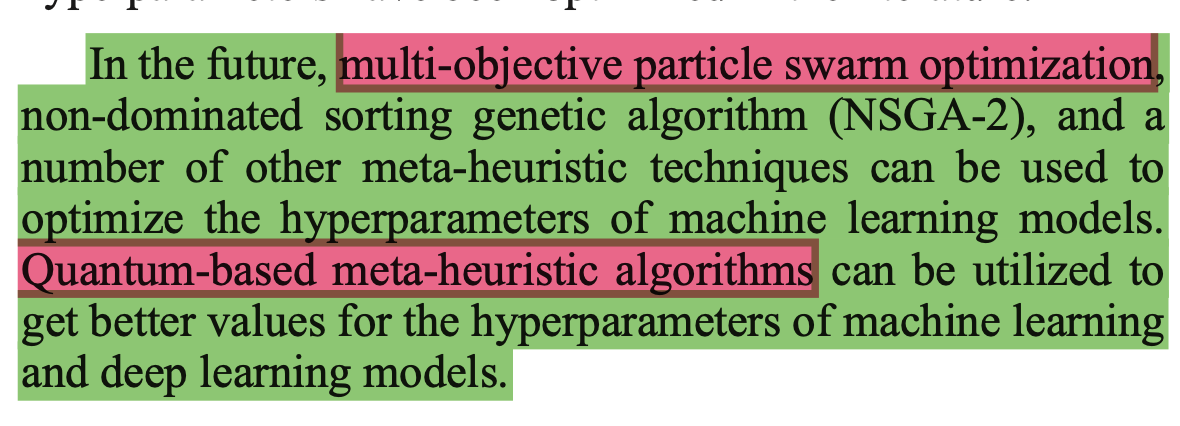 In the future, multi-objective particle swarm optimization,
non-dominated sorting genetic algorithm (NSGA-2), and a
number of other meta-heuristic techniques can be used to
optimize the hyperparameters of machine learning models.
Quantum-based meta-heuristic algorithms can be utilized to
get better values for the hyperparameters of machine learning
and deep learning models.